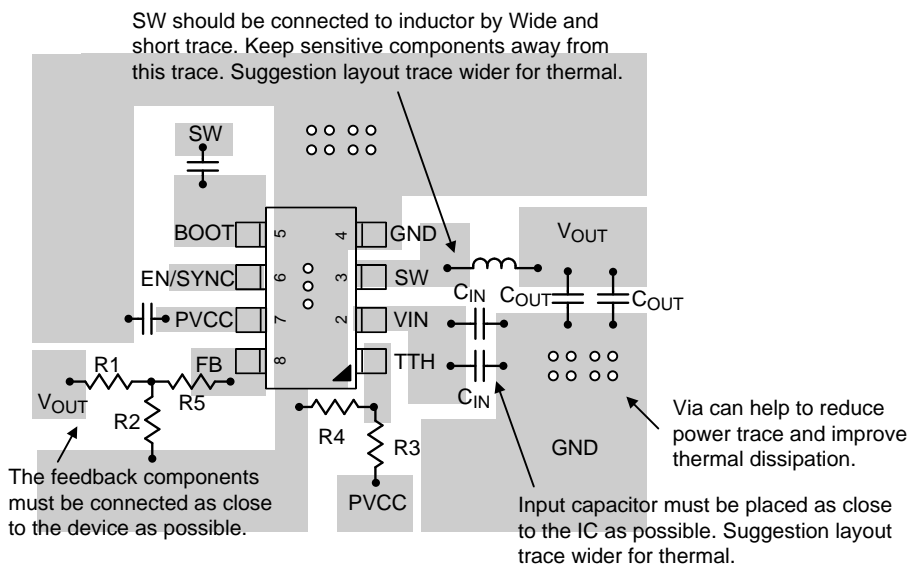 SW should be connected to inductor by Wide and
short trace. Keep sensitive components away from
this trace. Suggestion layout trace wider for thermal.
SW
BOOT
5
4
GND
VOUT
EN/SYNC
6
3
SW
CIN
COUT
COUT
PVCC
7
2
VIN
R1
FB
8
TTH
VOUT
R5
CIN
R2
R4
R3
GND
PVCC
Via can help to reduce
power trace and improve
thermal dissipation.
The feedback components
must be connected as close
to the device as possible.
Input capacitor must be placed as close
to the IC as possible. Suggestion layout
trace wider for thermal.